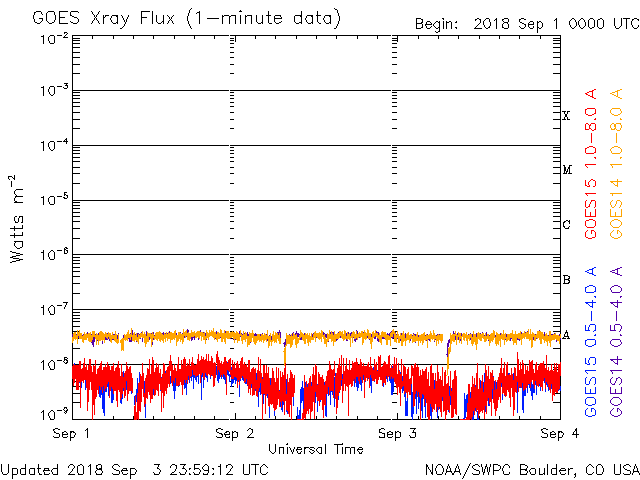 GOES Xray Flux (1-minute data)
Begin: 2018 Sep 1 0000 UTC
10⁻²
10⁻³
10⁻⁴
10⁻⁵
10⁻⁶
10⁻⁷
10⁻⁸
10⁻⁹
Watts m⁻²
X
M
C
B
A
GOES15 1.0-8.0 A
GOES14 1.0-8.0 A
GOES15 0.5-4.0 A
GOES14 0.5-4.0 A
Sep 1 Sep 2 Sep 3 Sep 4
Universal Time
Updated 2018 Sep 3 23:59:12 UTC
NOAA/SWPC Boulder, CO USA